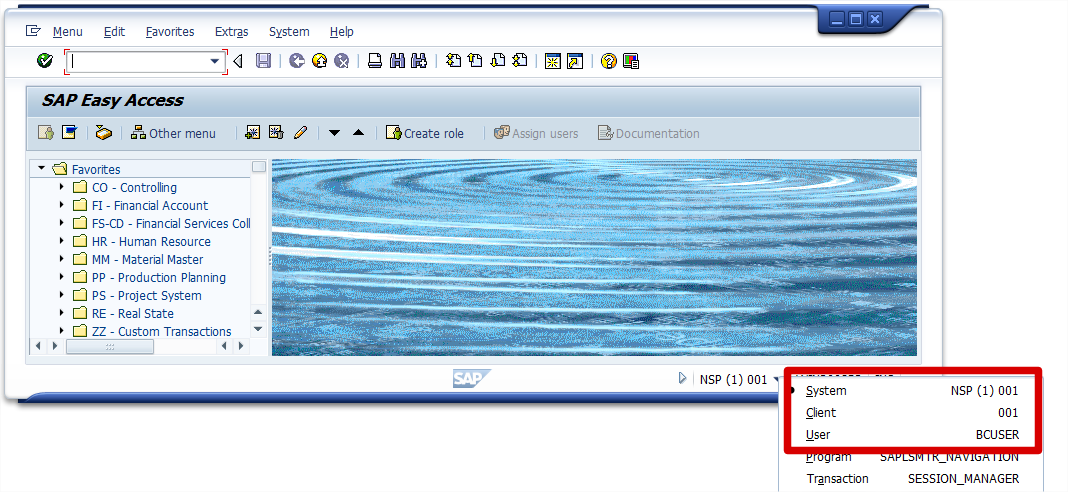 Menu Edit Favorites Extras System Help
SAP Easy Access
Other menu Create role Assign users Documentation
Favorites
CO - Controlling
FI - Financial Account
FS-CD - Financial Services Coll
HR - Human Resource
MM - Material Master
PP - Production Planning
PS - Project System
RE - Real State
ZZ - Custom Transactions
SAP
NSP (1) 001
System NSP (1) 001
Client 001
User BCUSER
Program SAPLSMTR_NAVIGATION
Transaction SESSION_MANAGER